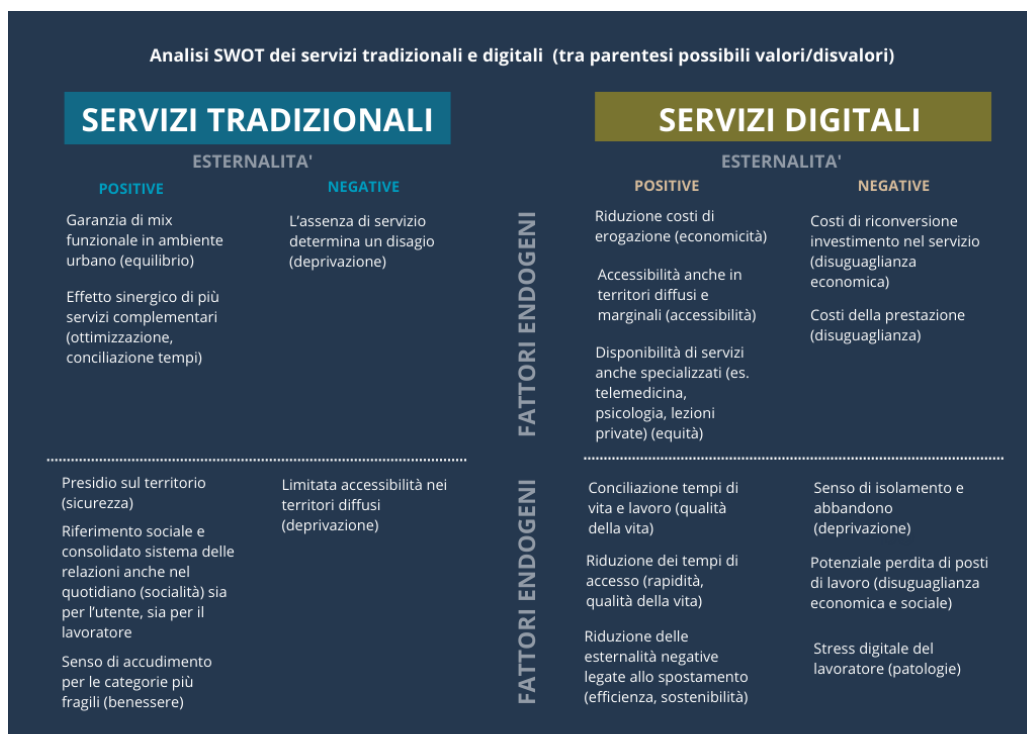 Analisi SWOT dei servizi tradizionali e digitali (tra parentesi possibili valori/disvalori)
SERVIZI TRADIZIONALI
ESTERNALITA'
POSITIVE
NEGATIVE
Garanzia di mix
funzionale in ambiente
urbano (equilibrio)
Effetto sinergico di più
servizi complementari
(ottimizzazione,
conciliazione tempi)
L'assenza di servizio
determina un disagio
(deprivazione)
Presidio sul territorio
(sicurezza)
Riferimento sociale e
consolidato sistema delle
relazioni anche nel
quotidiano (socialità) sia
per l'utente, sia per il
lavoratore
Senso di accudimento
per le categorie più
fragili (benessere)
Limitata accessibilità nei
territori diffusi
(deprivazione)
FATTORI ENDOGENI
FATTORI ENDOGENI
SERVIZI DIGITALI
ESTERNALITA'
POSITIVE
NEGATIVE
Riduzione costi di
erogazione (economicità)
Accessibilità anche in
territori diffusi e
marginali (accessibilità)
Disponibilità di servizi
anche specializzati (es.
telemedicina,
psicologia, lezioni
private) (equità)
Costi di riconversione
investimento nel servizio
(disuguaglianza
economica)
Costi della prestazione
(disuguaglianza)
Conciliazione tempi di
vita e lavoro (qualità
della vita)
Riduzione dei tempi di
accesso (rapidità,
qualità della vita)
Riduzione delle
esternalità negative
legate allo spostamento
(efficienza, sostenibilità)
Senso di isolamento e
abbandono
(deprivazione)
Potenziale perdita di posti
di lavoro (disuguaglianza
economica e sociale)
Stress digitale del
lavoratore (patologie)